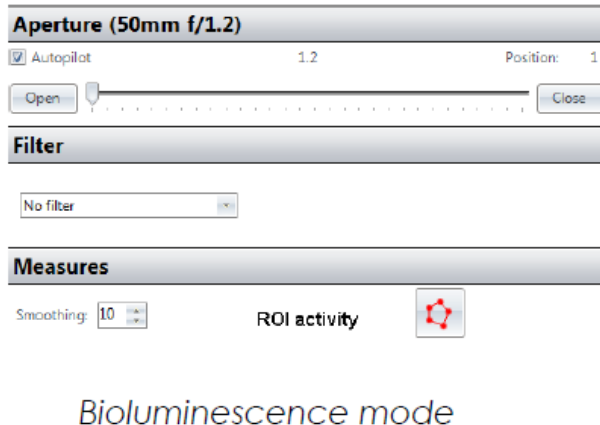 Aperture (50mm f/1.2)
Autopilot 1.2 Position: 1
Open Close
Filter
No filter
Measures
Smoothing: 10 ROI activity
Bioluminescence mode